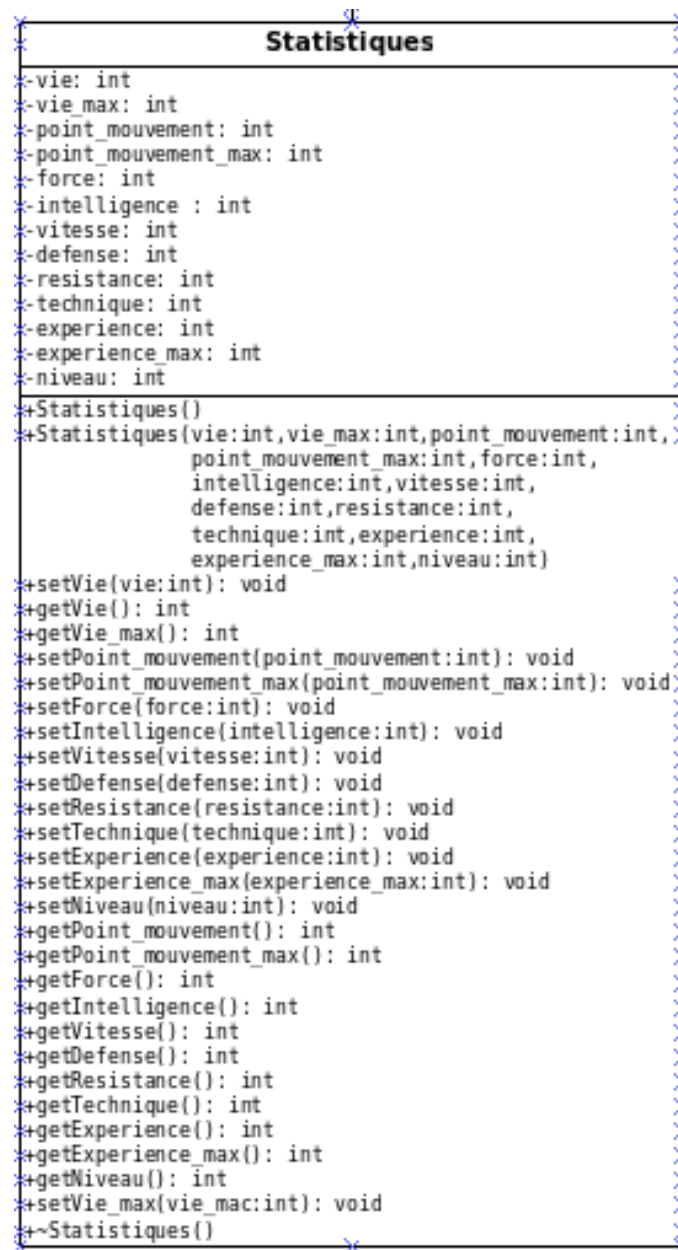 Statistiques
-vie: int
-vie_max: int
-point_mouvement: int
-point_mouvement_max: int
-force: int
-intelligence : int
-vitesse: int
-defense: int
-resistance: int
-technique: int
-experience: int
-experience_max: int
-niveau: int
+Statistiques()
+Statistiques(vie:int,vie_max:int,point_mouvement:int,
point_mouvement_max:int,force:int,
intelligence:int,vitesse:int,
defense:int,resistance:int,
technique:int,experience:int,
experience_max:int,niveau:int)
+setVie(vie:int): void
+getVie(): int
+getVie_max(): int
+setPoint_mouvement(point_mouvement:int): void
+setPoint_mouvement_max(point_mouvement_max:int): void
+setForce(force:int): void
+setIntelligence(intelligence:int): void
+setVitesse(vitesse:int): void
+setDefense(defense:int): void
+setResistance(resistance:int): void
+setTechnique(technique:int): void
+setExperience(experience:int): void
+setExperience_max(experience_max:int): void
+setNiveau(niveau:int): void
+getPoint_mouvement(): int
+getPoint_mouvement_max(): int
+getForce(): int
+getIntelligence(): int
+getVitesse(): int
+getDefense(): int
+getResistance(): int
+getTechnique(): int
+getExperience(): int
+getExperience_max(): int
+getNiveau(): int
+setVie_max(vie_mac:int): void
+~Statistiques()